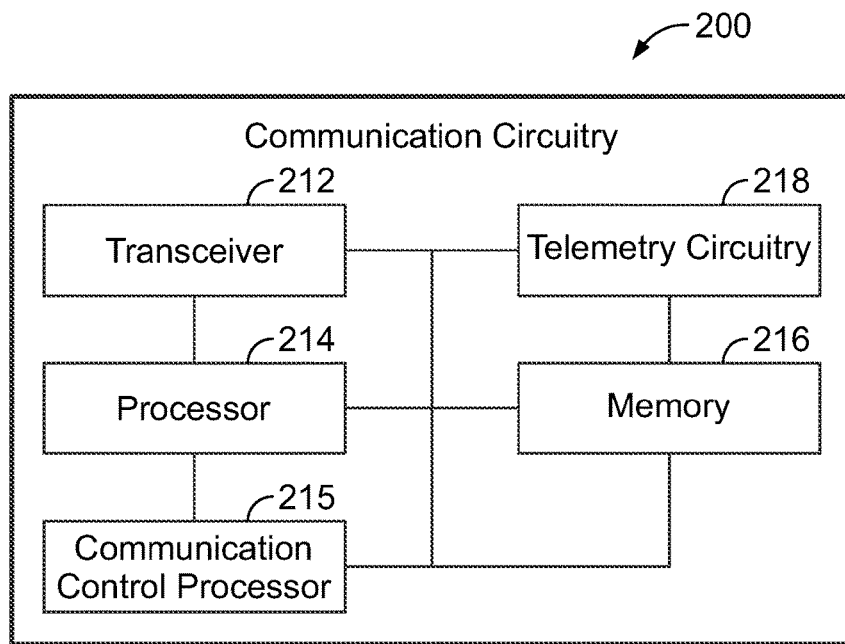 200
Communication Circuitry
212
218
Transceiver
Telemetry Circuitry
214
216
Processor
Memory
215
Communication
Control Processor